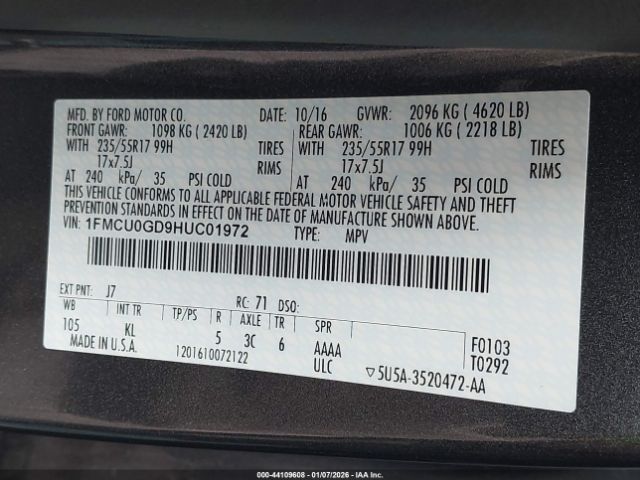 MFD. BY FORD MOTOR CO. DATE: 10/16 GVWR: 2096 KG ( 4620 LB)
FRONT GAWR: 1098 KG ( 2420 LB) REAR GAWR: 1006 KG ( 2218 LB)
WITH 235/55R17 99H TIRES WITH 235/55R17 99H TIRES
17x7.5J RIMS 17x7.5J RIMS
AT 240 kPa/ 35 PSI COLD AT 240 kPa/ 35 PSI COLD
THIS VEHICLE CONFORMS TO ALL APPLICABLE FEDERAL MOTOR VEHICLE SAFETY AND THEFT
PREVENTION STANDARDS IN EFFECT ON THE DATE OF MANUFACTURE SHOWN ABOVE.
VIN: 1FMCU0GD9HUC01972 TYPE: MPV
EXT PNT: J7 RC: 71 DSO:
WB INT TR TP/PS R AXLE TR SPR
105 KL 5 3C 6 AAAA F0103
MADE IN U.S.A. 1201610072122 ULC T0292
▽5U5A-3520472-AA
000-44109608 - 01/07/2026 - IAAI.com